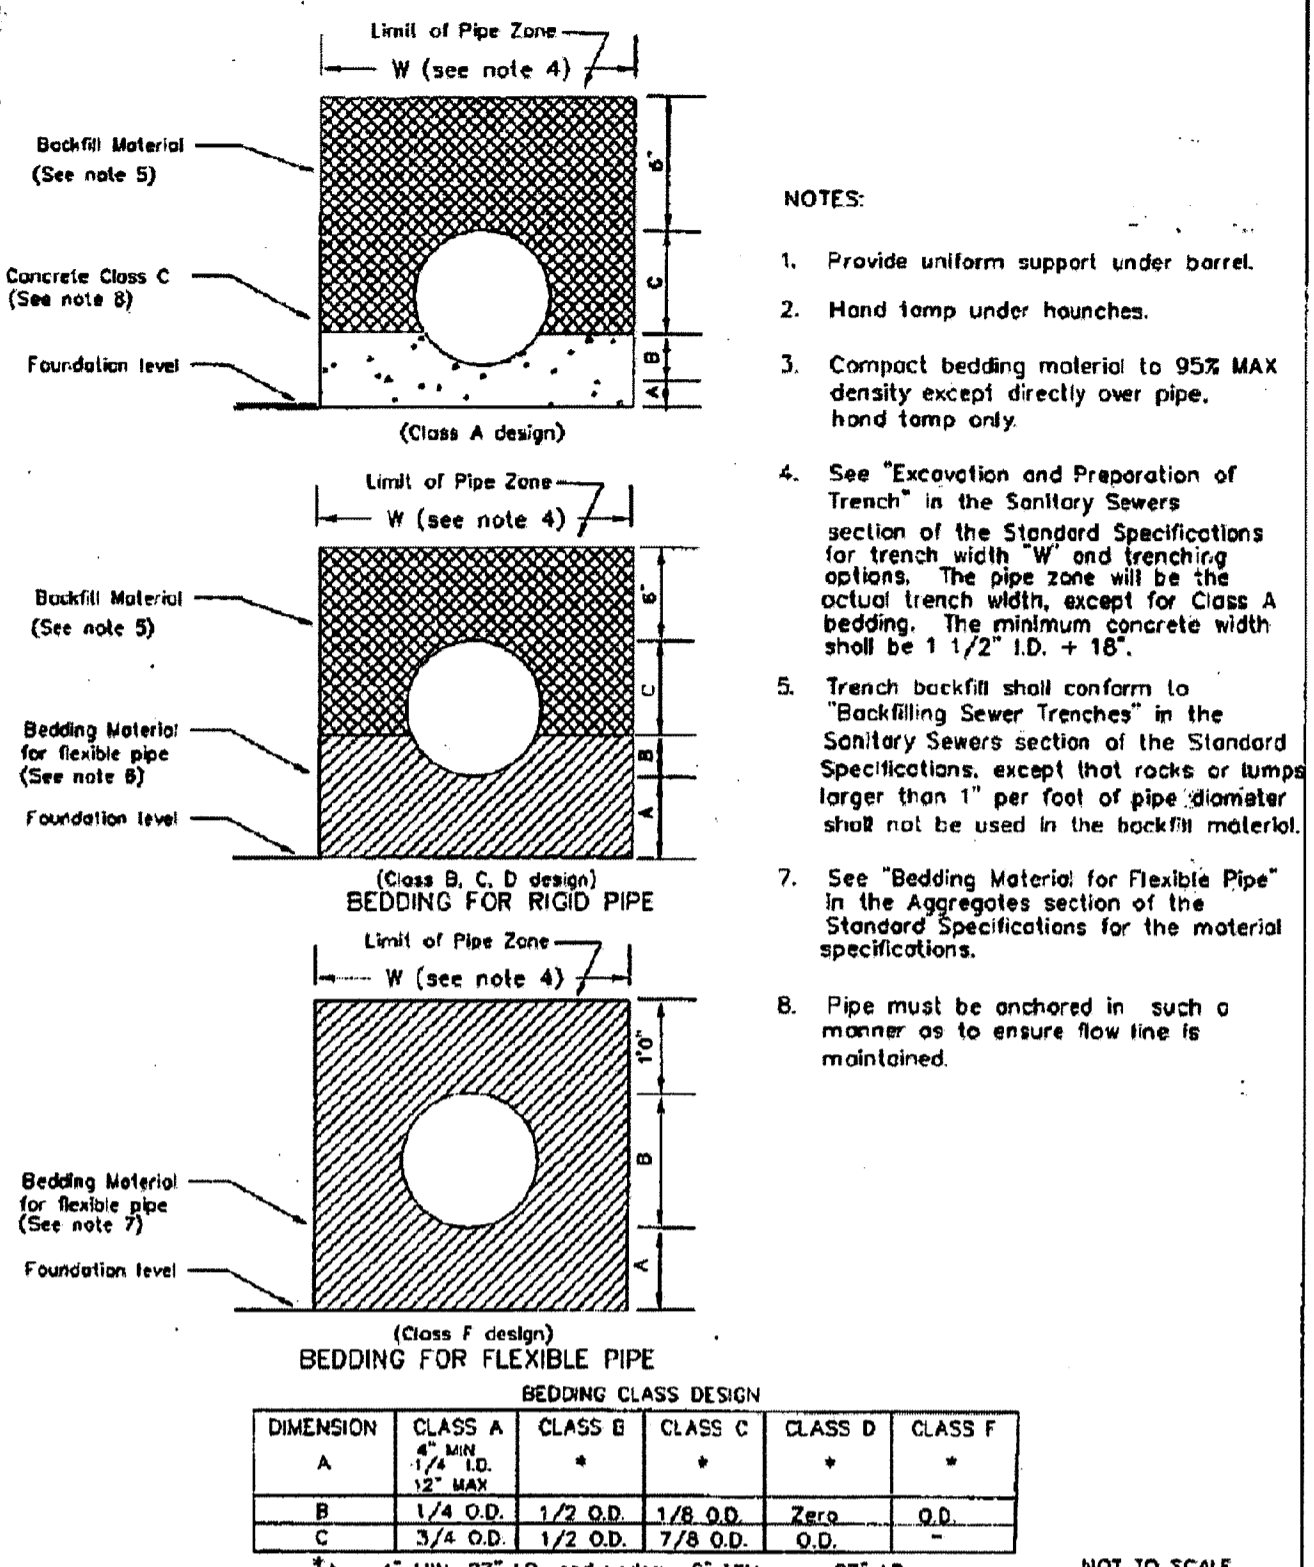 Limit of Pipe Zone
W (see note 4)
Backfill Material
(See note 5)
6"
C
Concrete Class C
(See note 8)
B
Foundation level
A
(Class A design)
Limit of Pipe Zone
W (see note 4)
Backfill Material
(See note 5)
6"
C
Bedding Material
for flexible pipe
(See note 6)
B
Foundation level
A
(Class B, C, D design)
BEDDING FOR RIGID PIPE
Limit of Pipe Zone
W (see note 4)
1'0"
B
Bedding Material
for flexible pipe
(See note 7)
A
Foundation level
(Class F design)
BEDDING FOR FLEXIBLE PIPE
NOTES:
1. Provide uniform support under barrel.
2. Hand tamp under haunches.
3. Compact bedding material to 95% MAX
density except directly over pipe,
hand tamp only.
4. See "Excavation and Preparation of
Trench" in the Sanitary Sewers
section of the Standard Specifications
for trench width "W" and trenching
options. The pipe zone will be the
actual trench width, except for Class A
bedding. The minimum concrete width
shall be 1 1/2" I.D. + 18".
5. Trench backfill shall conform to
"Backfilling Sewer Trenches" in the
Sanitary Sewers section of the Standard
Specifications, except that rocks or lumps
larger than 1" per foot of pipe diameter
shall not be used in the backfill material.
7. See "Bedding Material for Flexible Pipe"
in the Aggregates section of the
Standard Specifications for the material
specifications.
8. Pipe must be anchored in such a
manner as to ensure flow line is
maintained.
BEDDING CLASS DESIGN
DIMENSION CLASS A CLASS B CLASS C CLASS D CLASS F
A 4" MIN 1/4 I.D. 12" MAX * * * *
B 1/4 O.D. 1/2 O.D. 1/8 O.D. Zero O.D.
C 3/4 O.D. 1/2 O.D. 7/8 O.D. O.D. -
NOT TO SCALE